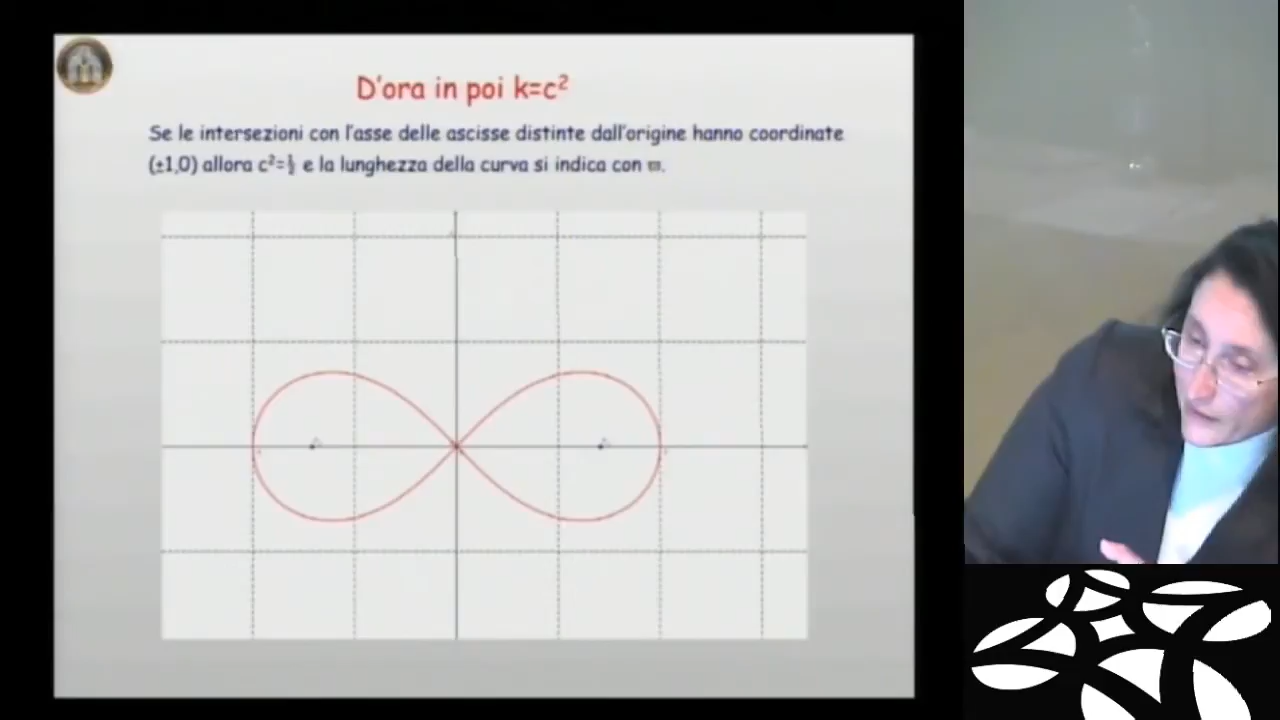 D'ora in poi k=c²
Se le intersezioni con l'asse delle ascisse distinte dall'origine hanno coordinate
(±1,0) allora c²=½ e la lunghezza della curva si indica con ϖ.